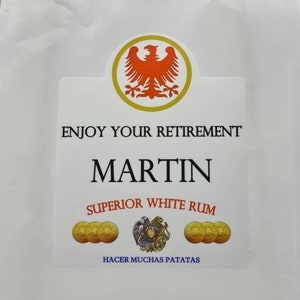 ENJOY YOUR RETIREMENT
MARTIN
SUPERIOR WHITE RUM
HACER MUCHAS PATATAS